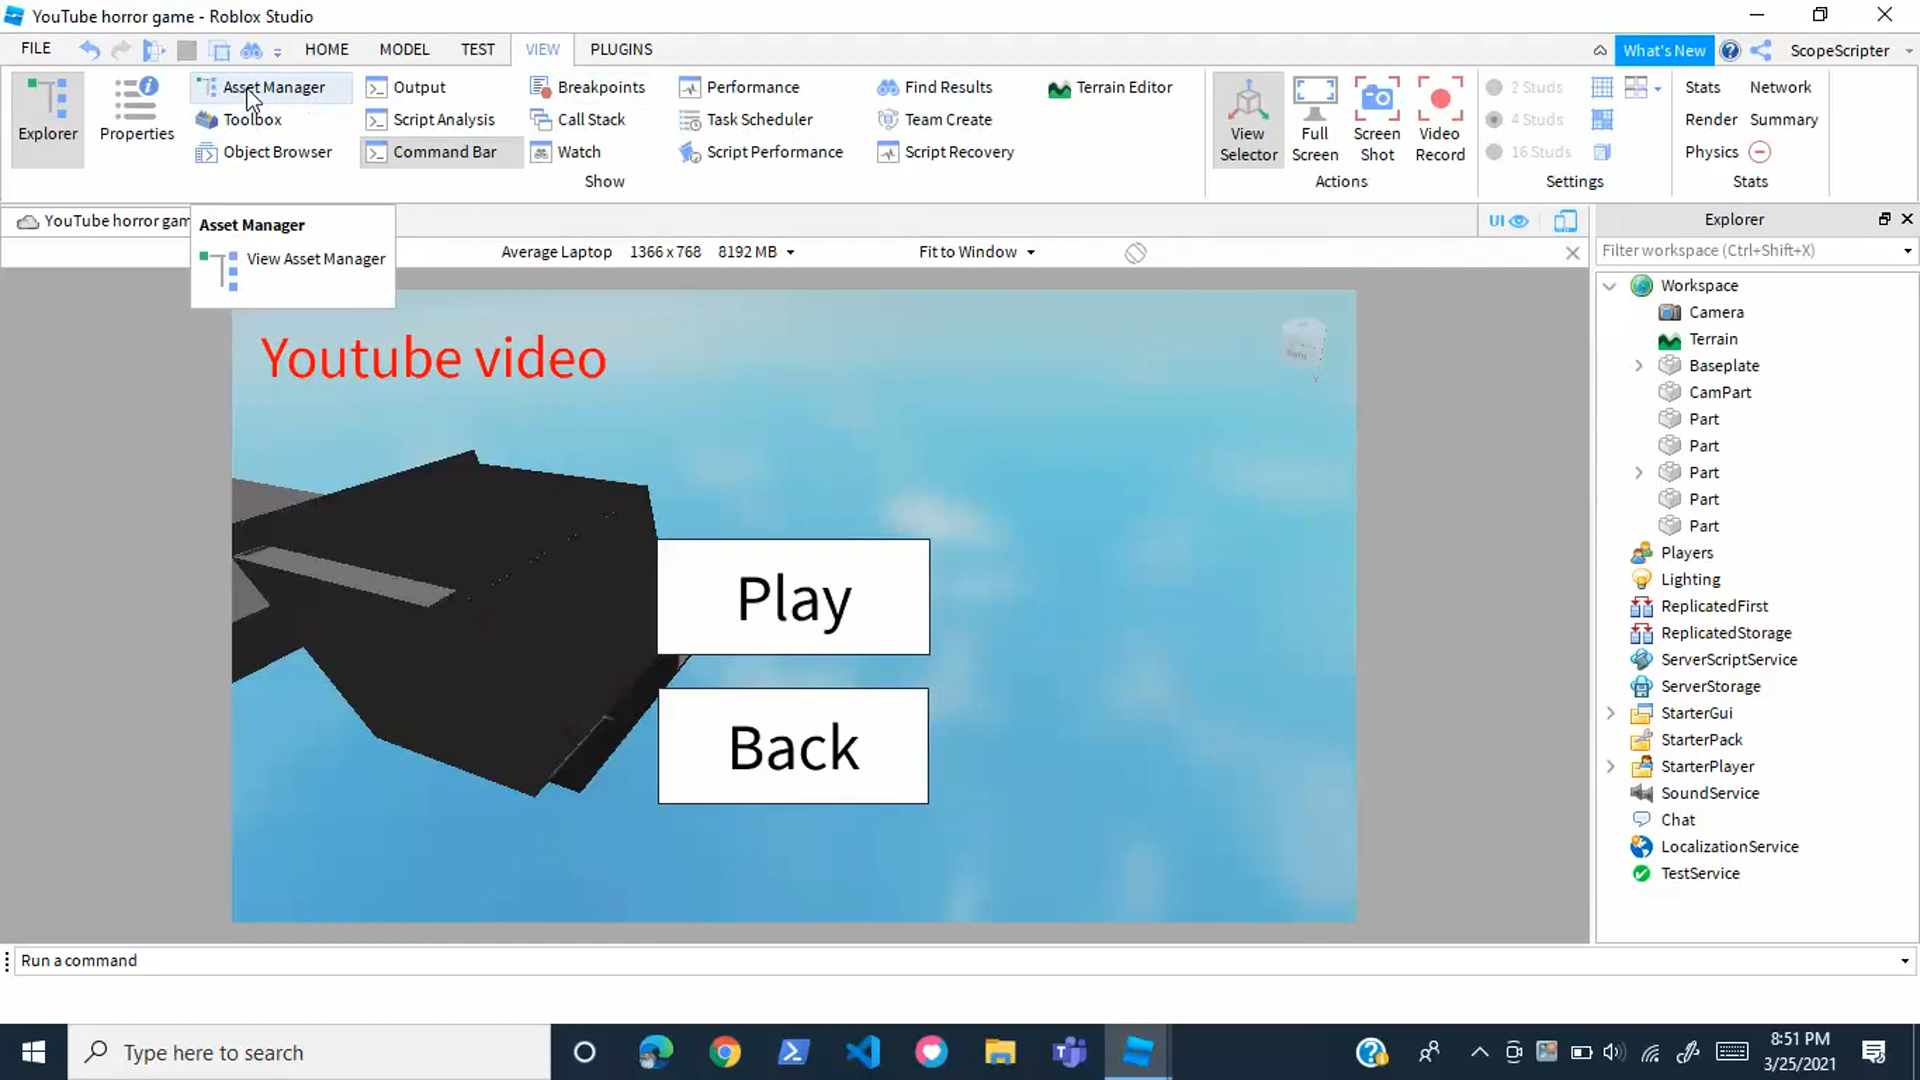 YouTube horror game - Roblox Studio
FILE HOME MODEL TEST VIEW PLUGINS What's New ScopeScripter
Explorer
Properties
Asset Manager
Toolbox
Object Browser
Output
Script Analysis
Command Bar
Breakpoints
Call Stack
Watch
Performance
Task Scheduler
Script Performance
Find Results
Team Create
Script Recovery
Terrain Editor
Show
View Selector
Full Screen
Screen Shot
Video Record
Actions
2 Studs
4 Studs
16 Studs
Settings
Stats Network
Render Summary
Physics
Stats
YouTube horror gam
UI
Asset Manager
View Asset Manager
Average Laptop 1366 x 768 8192 MB Fit to Window
Youtube video
Play
Back
Explorer
Filter workspace (Ctrl+Shift+X)
Workspace
Camera
Terrain
Baseplate
CamPart
Part
Part
Part
Part
Part
Players
Lighting
ReplicatedFirst
ReplicatedStorage
ServerScriptService
ServerStorage
StarterGui
StarterPack
StarterPlayer
SoundService
Chat
LocalizationService
TestService
Run a command
Type here to search
8:51 PM
3/25/2021